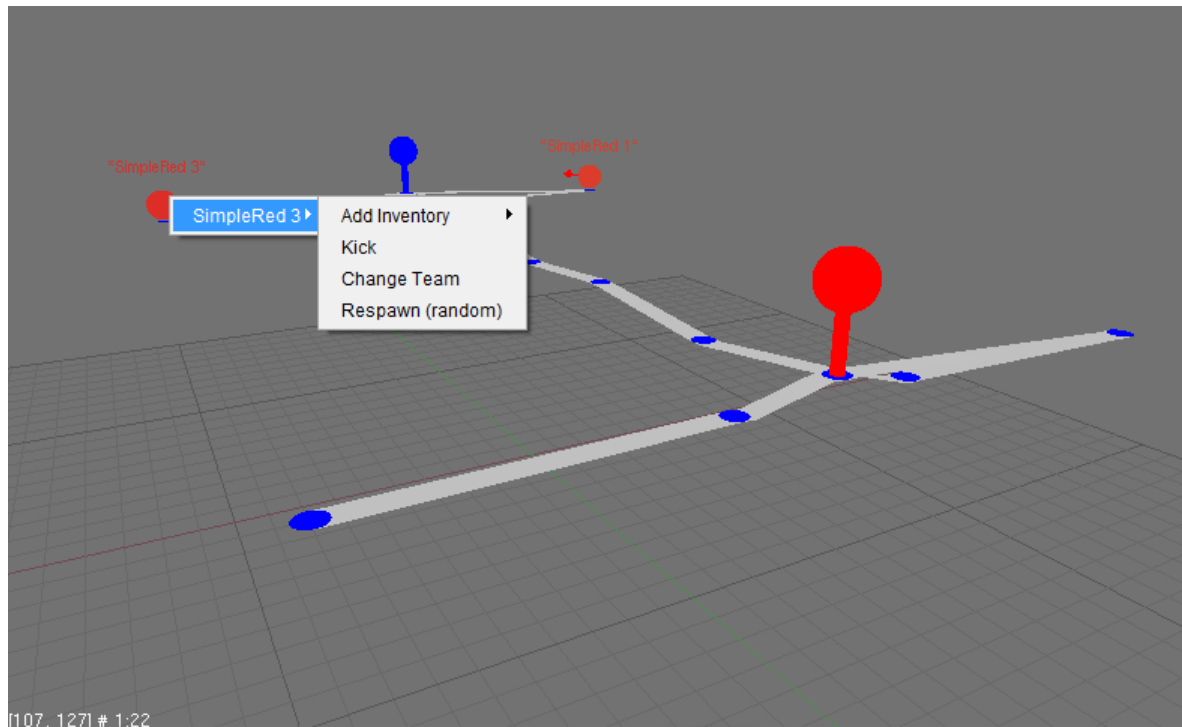 "SimpleRed 1"
"SimpleRed 3"
SimpleRed 3
Add Inventory
Kick
Change Team
Respawn (random)
[107, 127] # 1:22